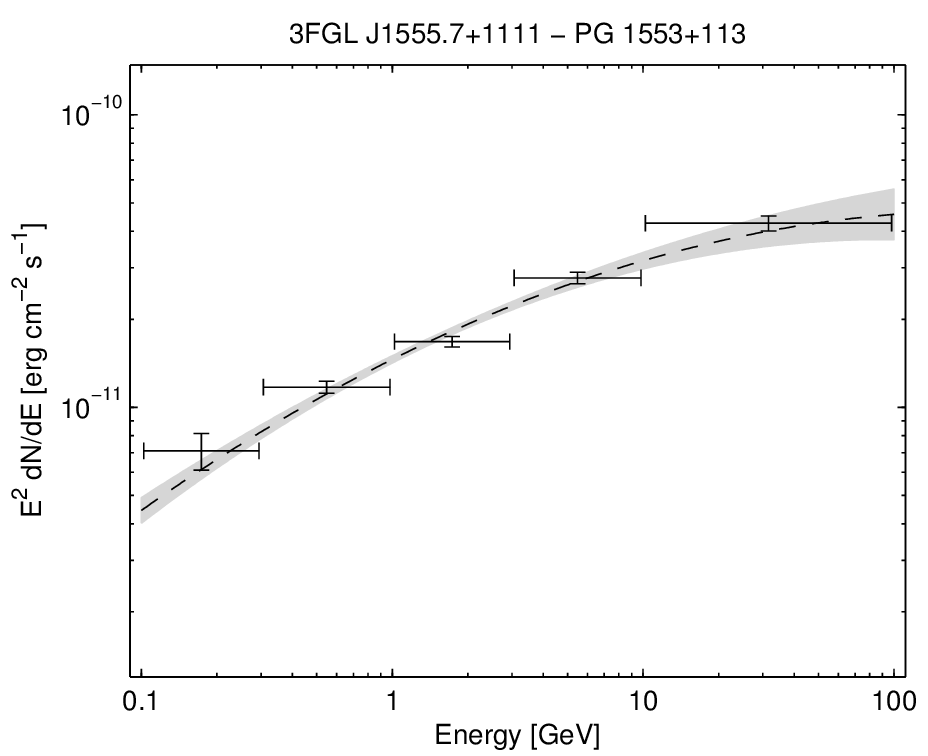 3FGL J1555.7+1111 − PG 1553+113
10⁻¹⁰
10⁻¹¹
E² dN/dE [erg cm⁻² s⁻¹]
0.1 1 10 100
Energy [GeV]